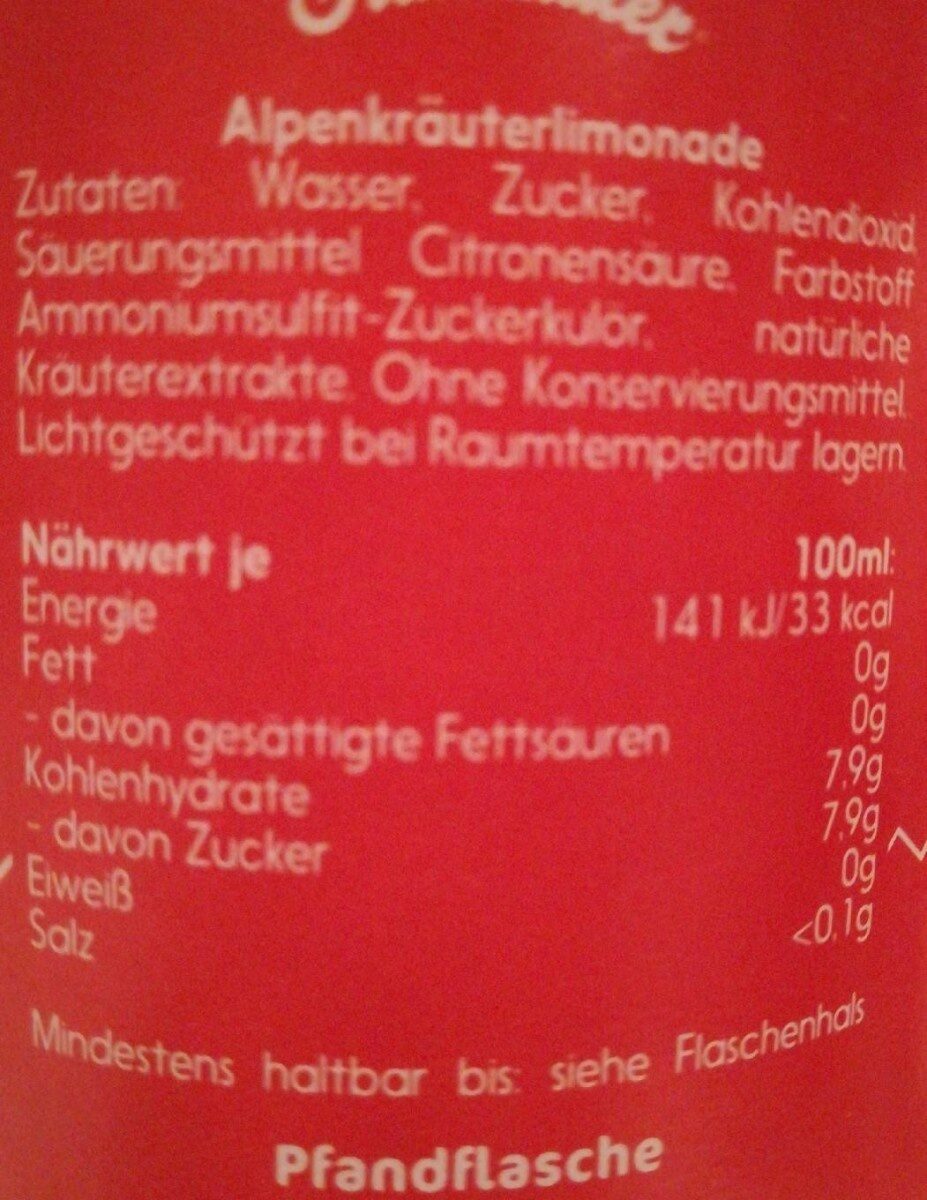 Alpenkräuterlimonade
Zutaten: Wasser, Zucker, Kohlendioxid,
Säuerungsmittel Citronensäure, Farbstoff
Ammoniumsulfit-Zuckerkulör, natürliche
Kräuterextrakte. Ohne Konservierungsmittel.
Lichtgeschützt bei Raumtemperatur lagern.
Nährwert je 100ml:
Energie 141 kJ/33 kcal
Fett 0g
- davon gesättigte Fettsäuren 0g
Kohlenhydrate 7,9g
- davon Zucker 7,9g
Eiweiß 0g
Salz <0,1g
Mindestens haltbar bis: siehe Flaschenhals
Pfandflasche